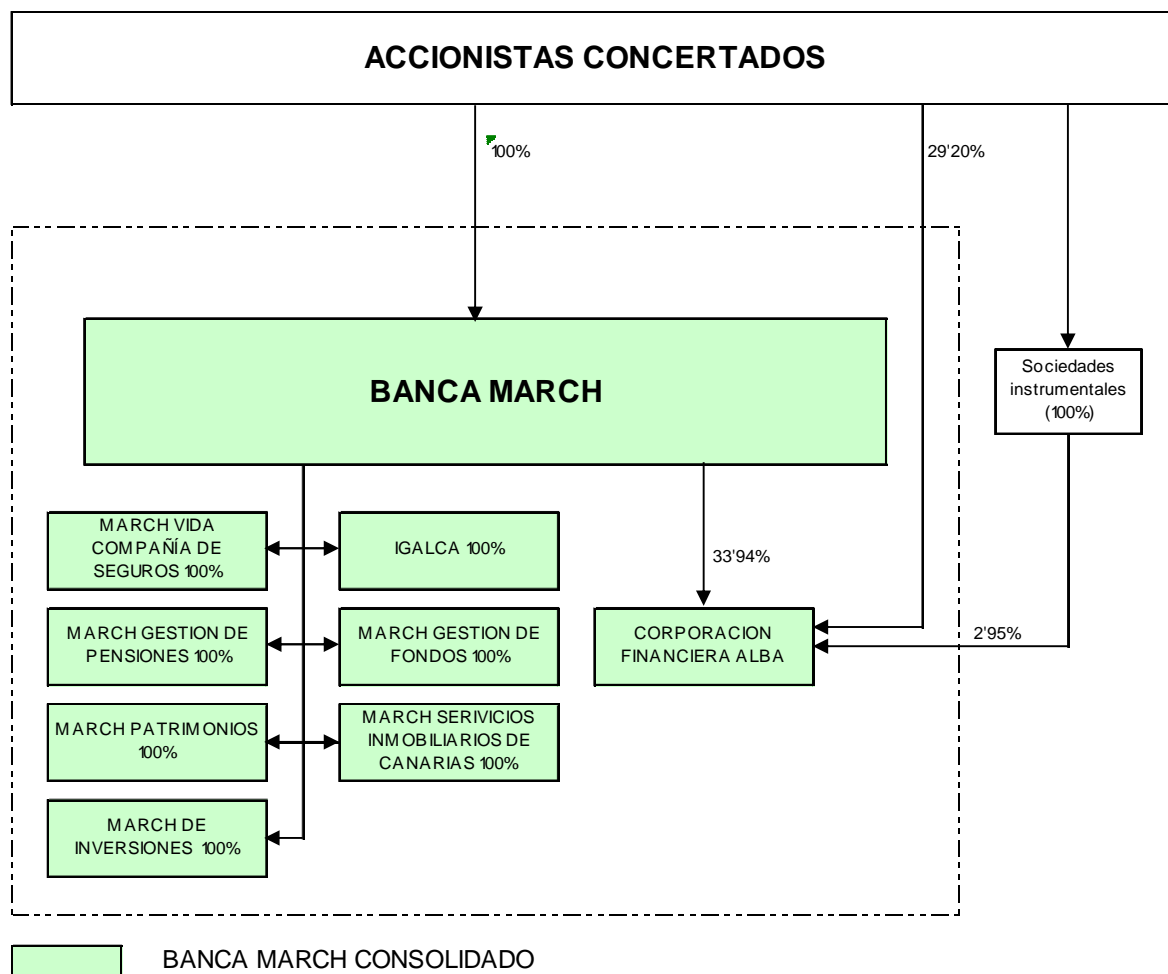 ACCIONISTAS CONCERTADOS
100%
29'20%
BANCA MARCH
Sociedades
instrumentales
(100%)
MARCH VIDA
COMPAÑÍA DE
SEGUROS 100%
IGALCA 100%
33'94%
MARCH GESTION DE
PENSIONES 100%
MARCH GESTION DE
FONDOS 100%
CORPORACION
FINANCIERA ALBA
2'95%
MARCH PATRIMONIOS
100%
MARCH SERIVICIOS
INMOBILIARIOS DE
CANARIAS 100%
MARCH DE
INVERSIONES 100%
BANCA MARCH CONSOLIDADO